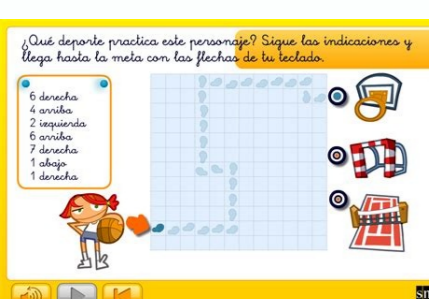 ¿Qué deporte practica este personaje? Sigue las indicaciones y
llega hasta la meta con las flechas de tu teclado.
6 derecha
4 arriba
2 izquierda
6 arriba
7 derecha
1 abajo
1 derecha
sm